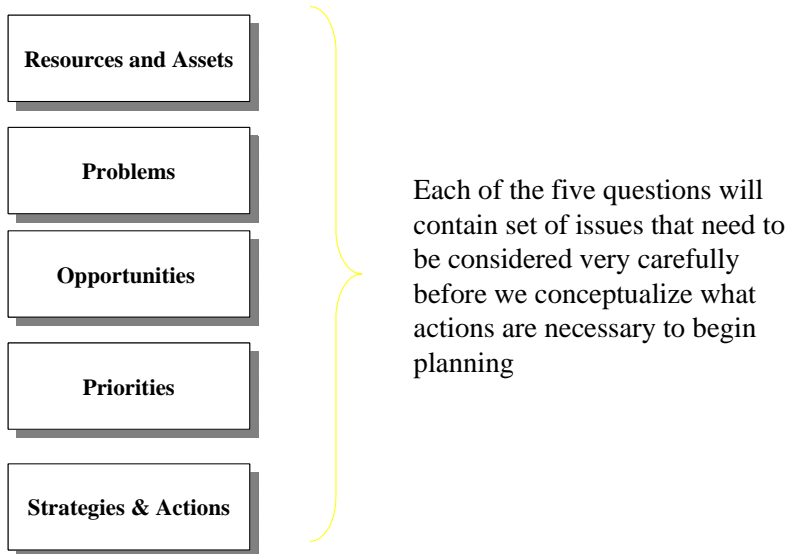 Resources and Assets
Problems
Opportunities
Priorities
Strategies & Actions
Each of the five questions will
contain set of issues that need to
be considered very carefully
before we conceptualize what
actions are necessary to begin
planning